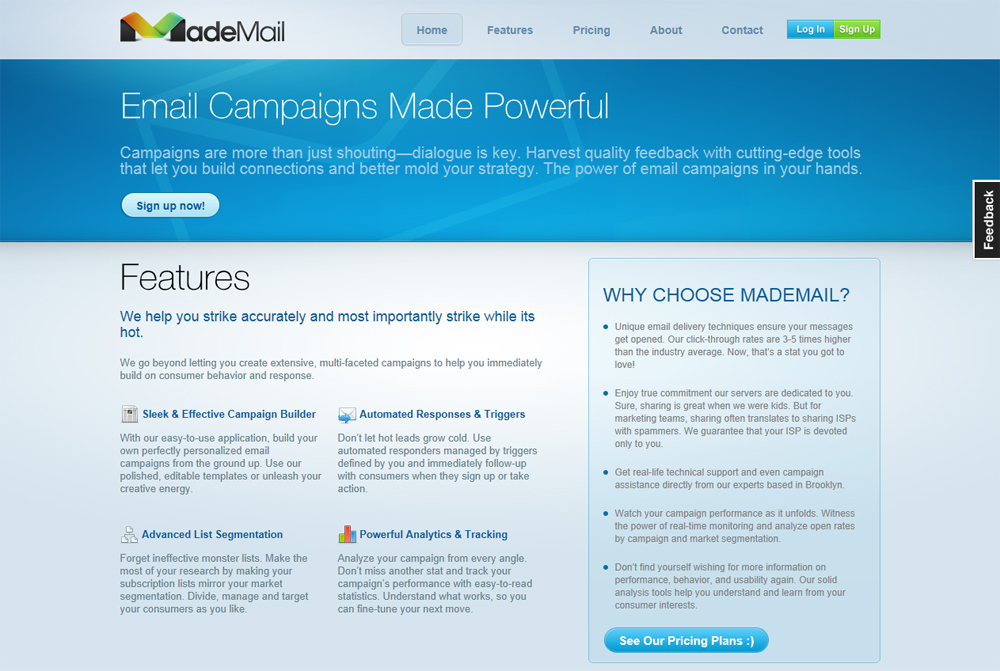 MadeMail
Home
Features
Pricing
About
Contact
Log In
Sign Up
Email Campaigns Made Powerful
Campaigns are more than just shouting—dialogue is key. Harvest quality feedback with cutting-edge tools
that let you build connections and better mold your strategy. The power of email campaigns in your hands.
Sign up now!
Feedback
Features
We help you strike accurately and most importantly strike while its
hot.
We go beyond letting you create extensive, multi-faceted campaigns to help you immediately
build on consumer behavior and response.
Sleek & Effective Campaign Builder
With our easy-to-use application, build your
own perfectly personalized email
campaigns from the ground up. Use our
polished, editable templates or unleash your
creative energy.
Automated Responses & Triggers
Don't let hot leads grow cold. Use
automated responders managed by triggers
defined by you and immediately follow-up
with consumers when they sign up or take
action.
Advanced List Segmentation
Forget ineffective monster lists. Make the
most of your research by making your
subscription lists mirror your market
segmentation. Divide, manage and target
your consumers as you like.
Powerful Analytics & Tracking
Analyze your campaign from every angle.
Don't miss another stat and track your
campaign's performance with easy-to-read
statistics. Understand what works, so you
can fine-tune your next move.
WHY CHOOSE MADEMAIL?
Unique email delivery techniques ensure your messages
get opened. Our click-through rates are 3-5 times higher
than the industry average. Now, that's a stat you got to
love!
Enjoy true commitment our servers are dedicated to you.
Sure, sharing is great when we were kids. But for
marketing teams, sharing often translates to sharing ISPs
with spammers. We guarantee that your ISP is devoted
only to you.
Get real-life technical support and even campaign
assistance directly from our experts based in Brooklyn.
Watch your campaign performance as it unfolds. Witness
the power of real-time monitoring and analyze open rates
by campaign and market segmentation.
Don't find yourself wishing for more information on
performance, behavior, and usability again. Our solid
analysis tools help you understand and learn from your
consumer interests.
See Our Pricing Plans :)